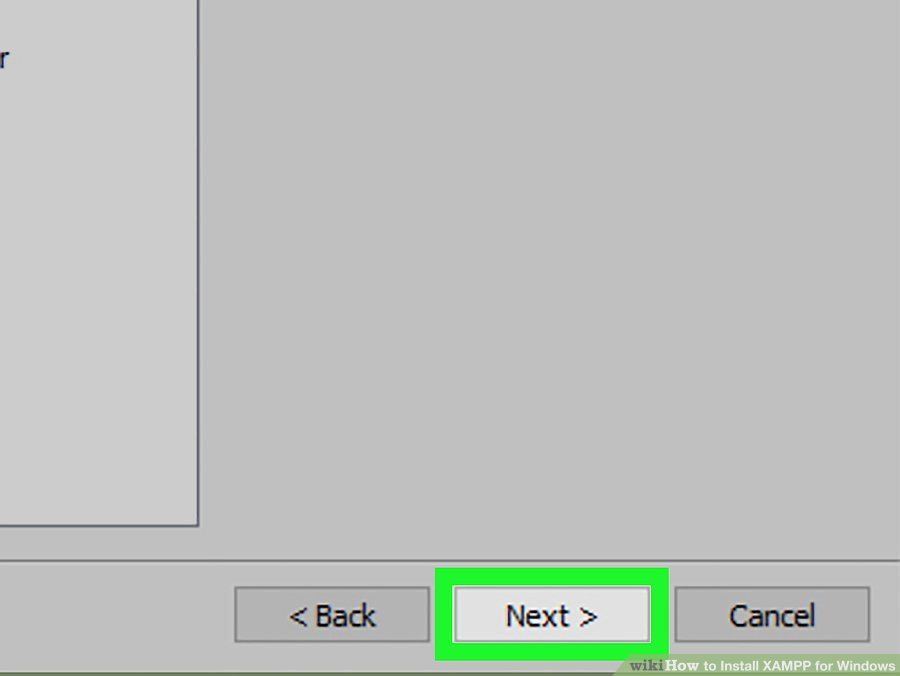 r
< Back
Next >
Cancel
wikiHow to Install XAMPP for Windows